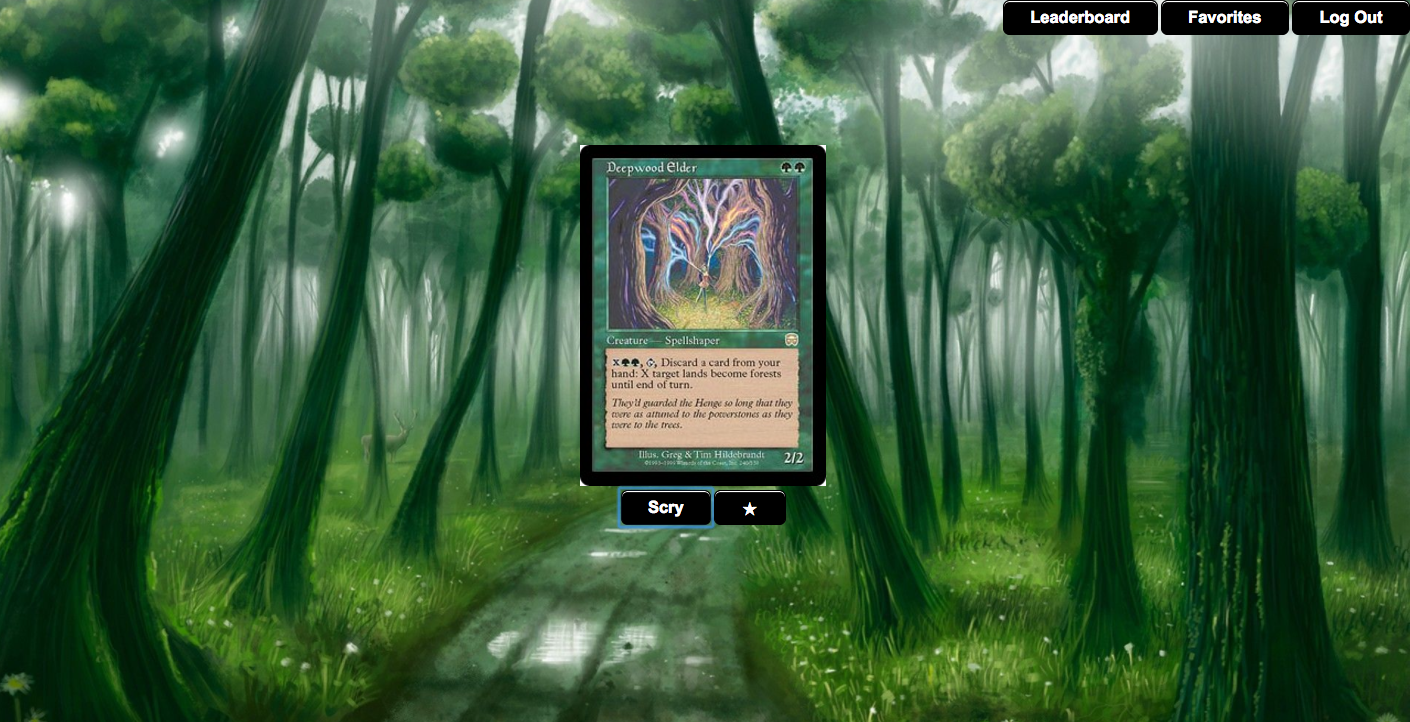 Leaderboard Favorites Log Out
Deepwood Elder
Creature — Spellshaper
X, Discard a card from your
hand: X target lands become forests
until end of turn.
They'd guarded the Henge so long that they
were as attuned to the powerstones as they
were to the trees.
Illus. Greg & Tim Hildebrandt
2/2
Scry ★